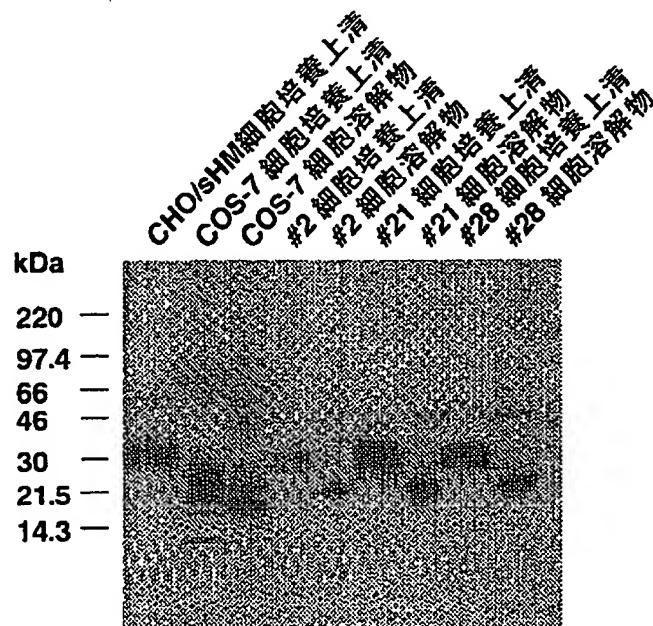 CHO/sHM細胞培養上清
COS-7 細胞培養上清
COS-7 細胞溶解物
#2 細胞培養上清
#2 細胞溶解物
#21 細胞培養上清
#21 細胞溶解物
#28 細胞培養上清
#28 細胞溶解物
kDa
220
97.4
66
46
30
21.5
14.3